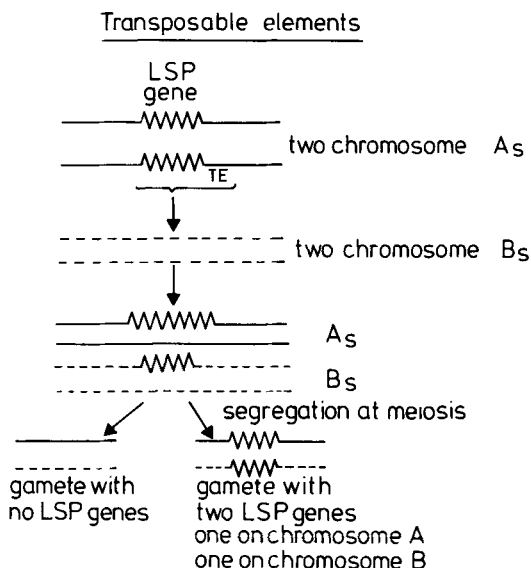 Transposable elements
LSP
gene
two chromosome As
TE
two chromosome Bs
As
Bs
segregation at meiosis
gamete with
no LSP genes
gamete with
two LSP genes
one on chromosome A
one on chromosome B